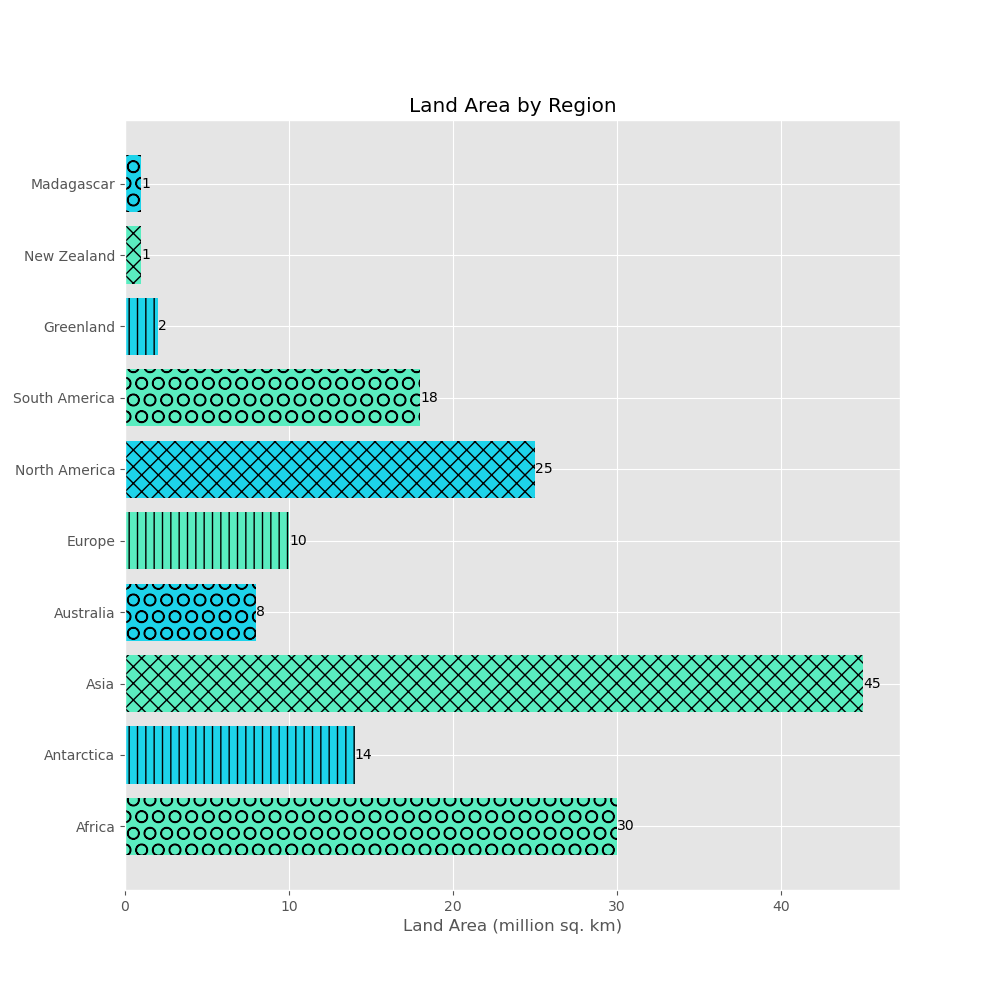 Land Area by Region
Madagascar 1
New Zealand 1
Greenland 2
South America 18
North America 25
Europe 10
Australia 8
Asia 45
Antarctica 14
Africa 30
0 10 20 30 40
Land Area (million sq. km)